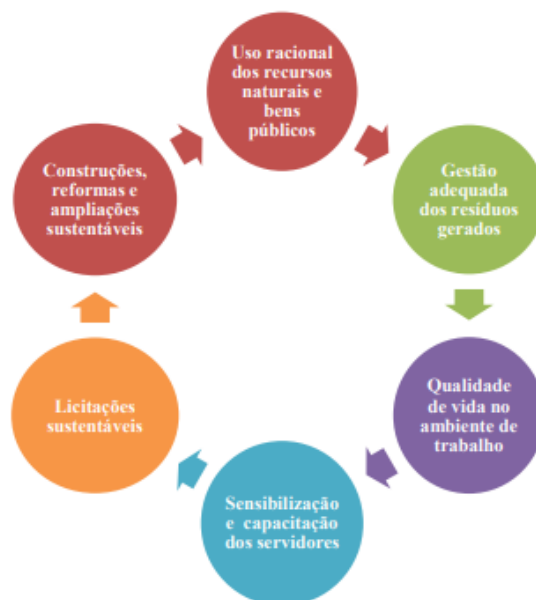 Uso racional
dos recursos
naturais e
bens
públicos
Gestão
adequada
dos resíduos
gerados
Qualidade
de vida no
ambiente de
trabalho
Sensibilização
e capacitação
dos servidores
Licitações
sustentáveis
Construções,
reformas e
ampliações
sustentáveis